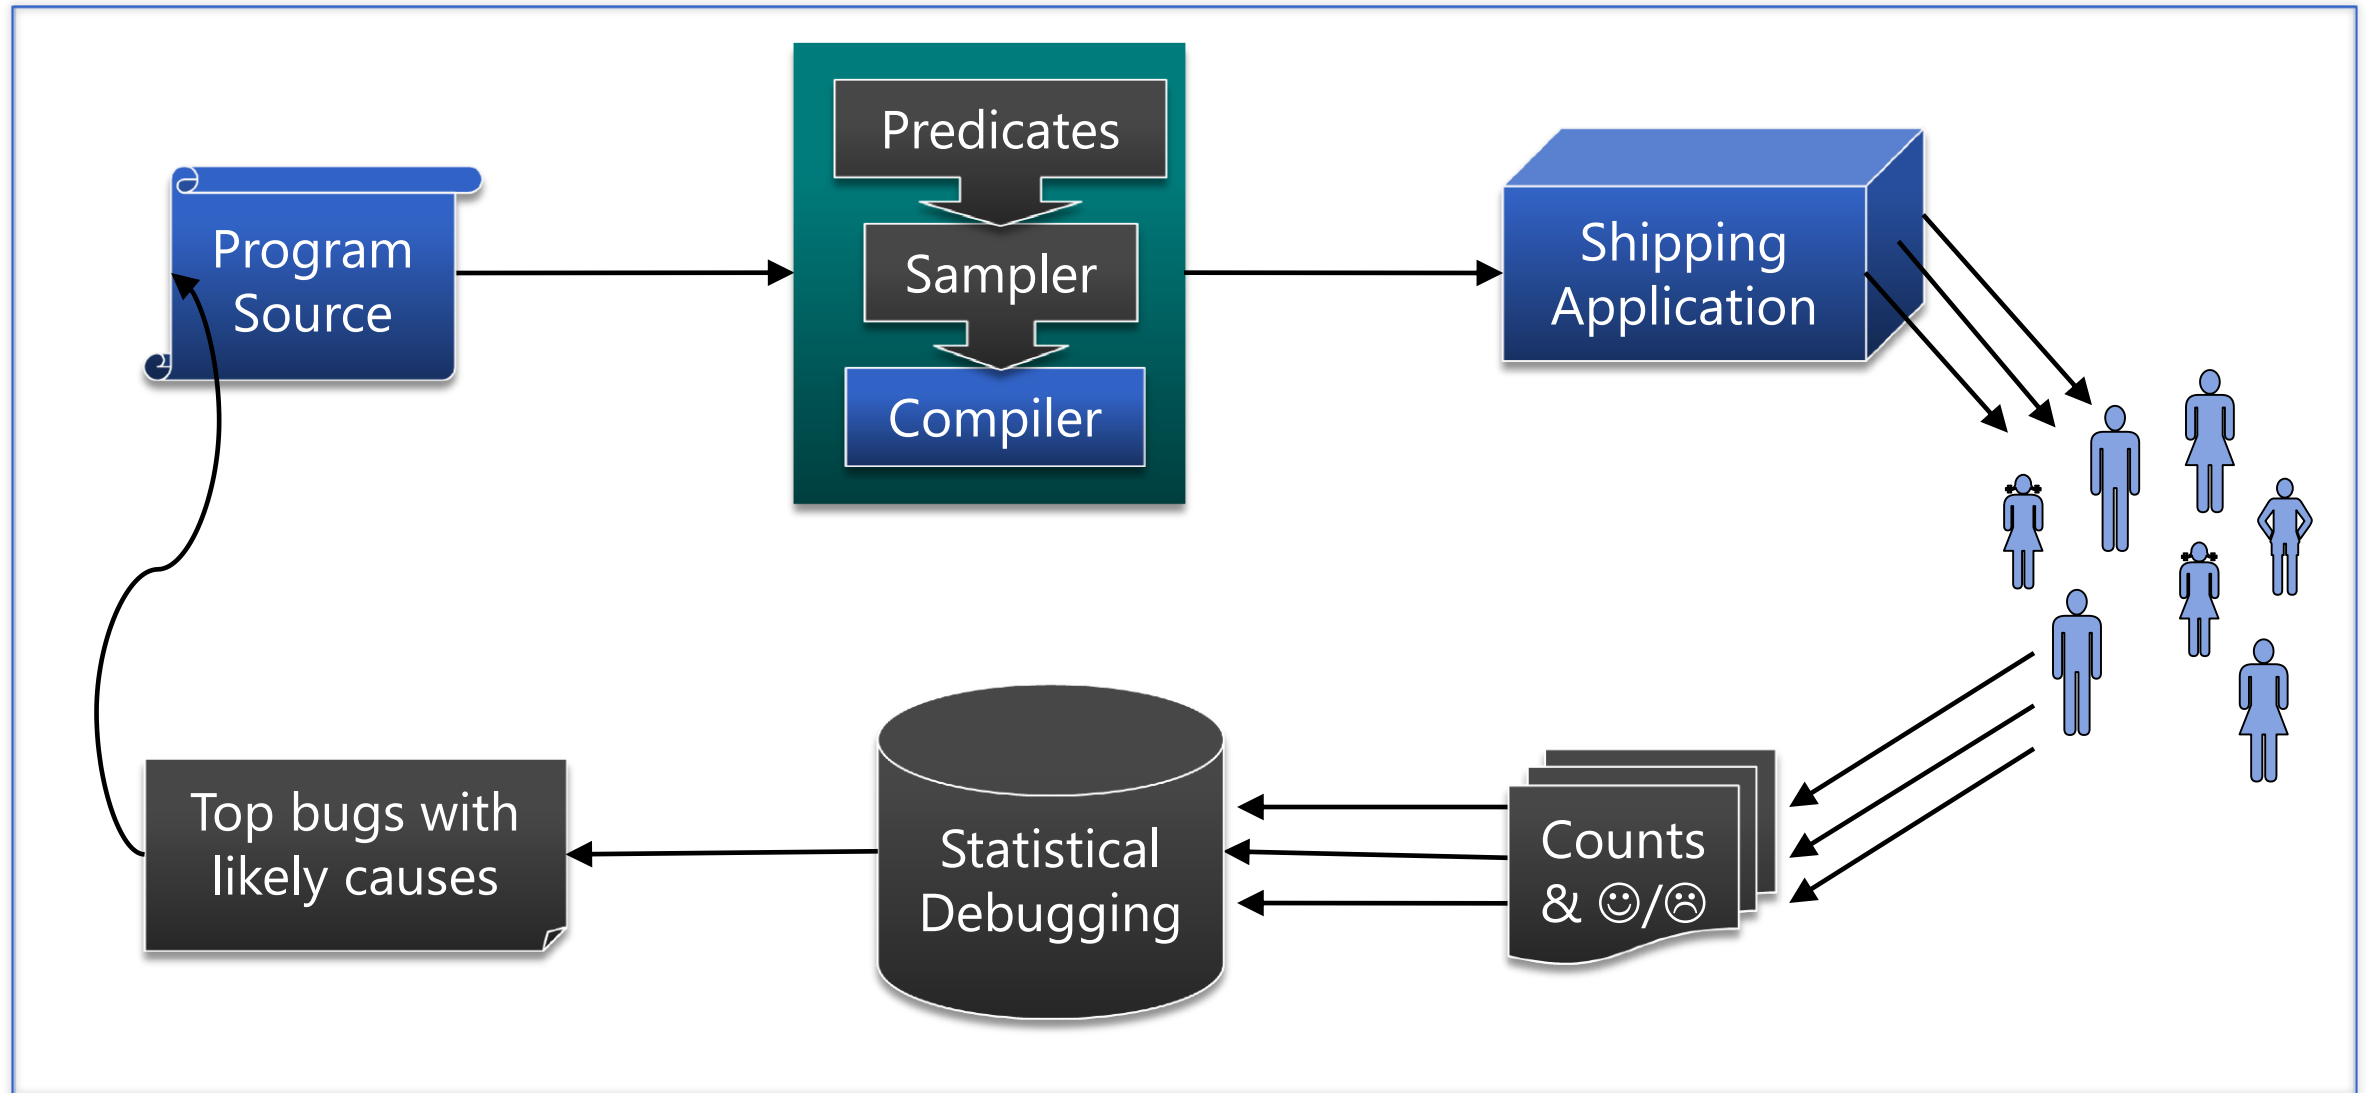 Predicates
Program
Source
Sampler
Compiler
Shipping
Application
Top bugs with
likely causes
Statistical
Debugging
Counts
& ☺/☹